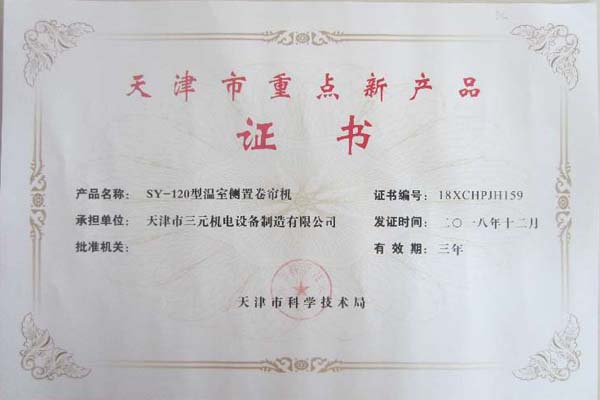 天津市重点新产品
证书
产品名称: SY-120型温室侧置卷帘机 证书编号: 18XCHPJH159
承担单位: 天津市三元机电设备制造有限公司 发证时间: 二〇一八年十二月
批准机关: 有 效 期: 三年
天津市科学技术局